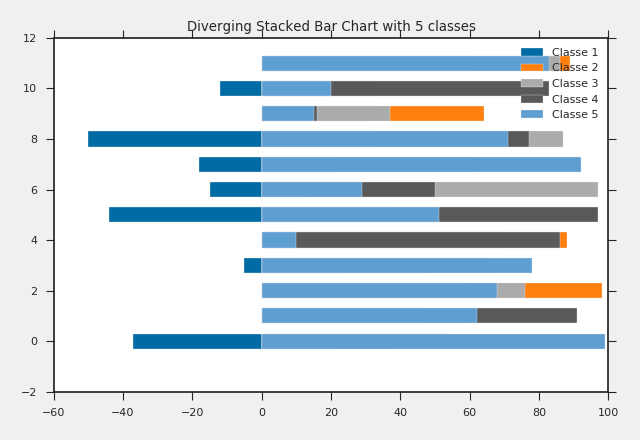 Diverging Stacked Bar Chart with 5 classes
12
10
8
6
4
2
0
−2
−60 −40 −20 0 20 40 60 80 100
Classe 1
Classe 2
Classe 3
Classe 4
Classe 5